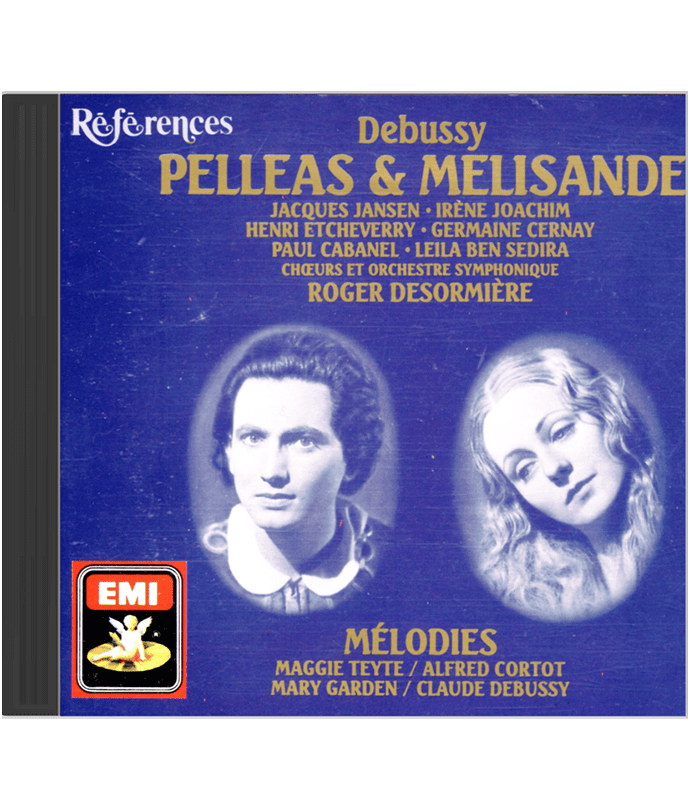 Références
Debussy
PELLEAS & MELISANDE
JACQUES JANSEN · IRÈNE JOACHIM
HENRI ETCHEVERRY · GERMAINE CERNAY
PAUL CABANEL · LEILA BEN SEDIRA
CHŒURS ET ORCHESTRE SYMPHONIQUE
ROGER DESORMIÈRE
EMI
MÉLODIES
MAGGIE TEYTE / ALFRED CORTOT
MARY GARDEN / CLAUDE DEBUSSY